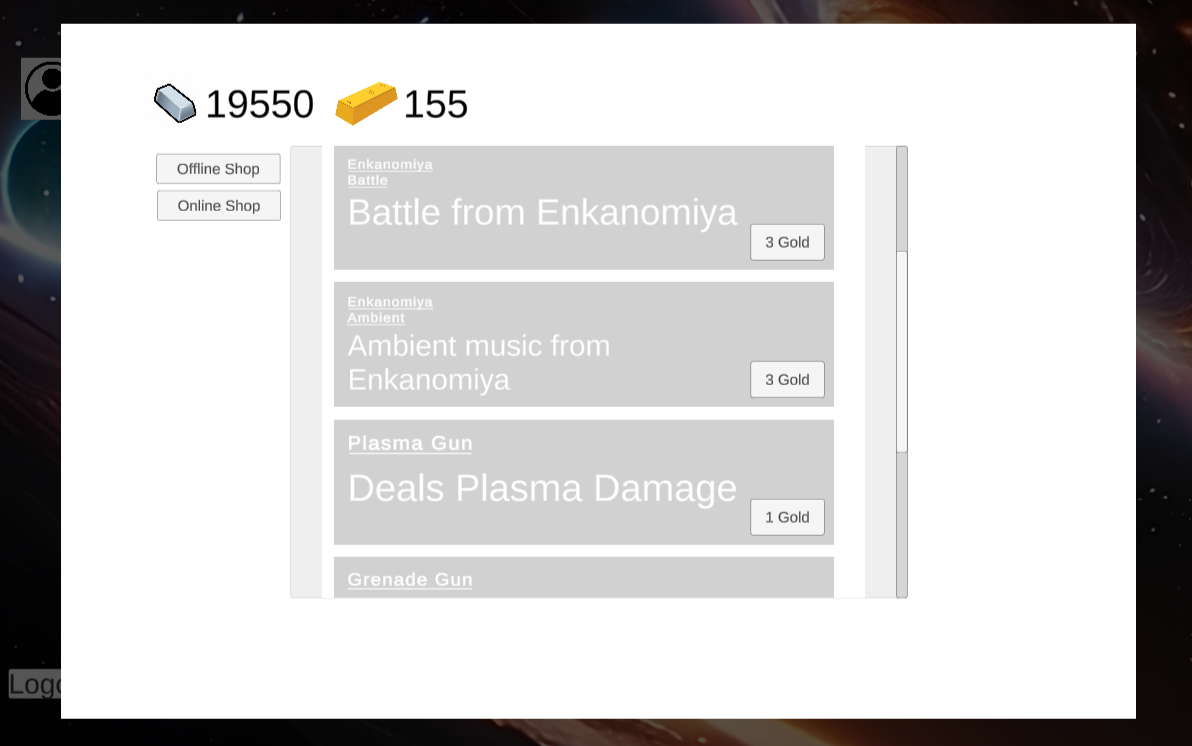 19550 155
Offline Shop
Online Shop
Enkanomiya
Battle
Battle from Enkanomiya
3 Gold
Enkanomiya
Ambient
Ambient music from
Enkanomiya
3 Gold
Plasma Gun
Deals Plasma Damage
1 Gold
Grenade Gun